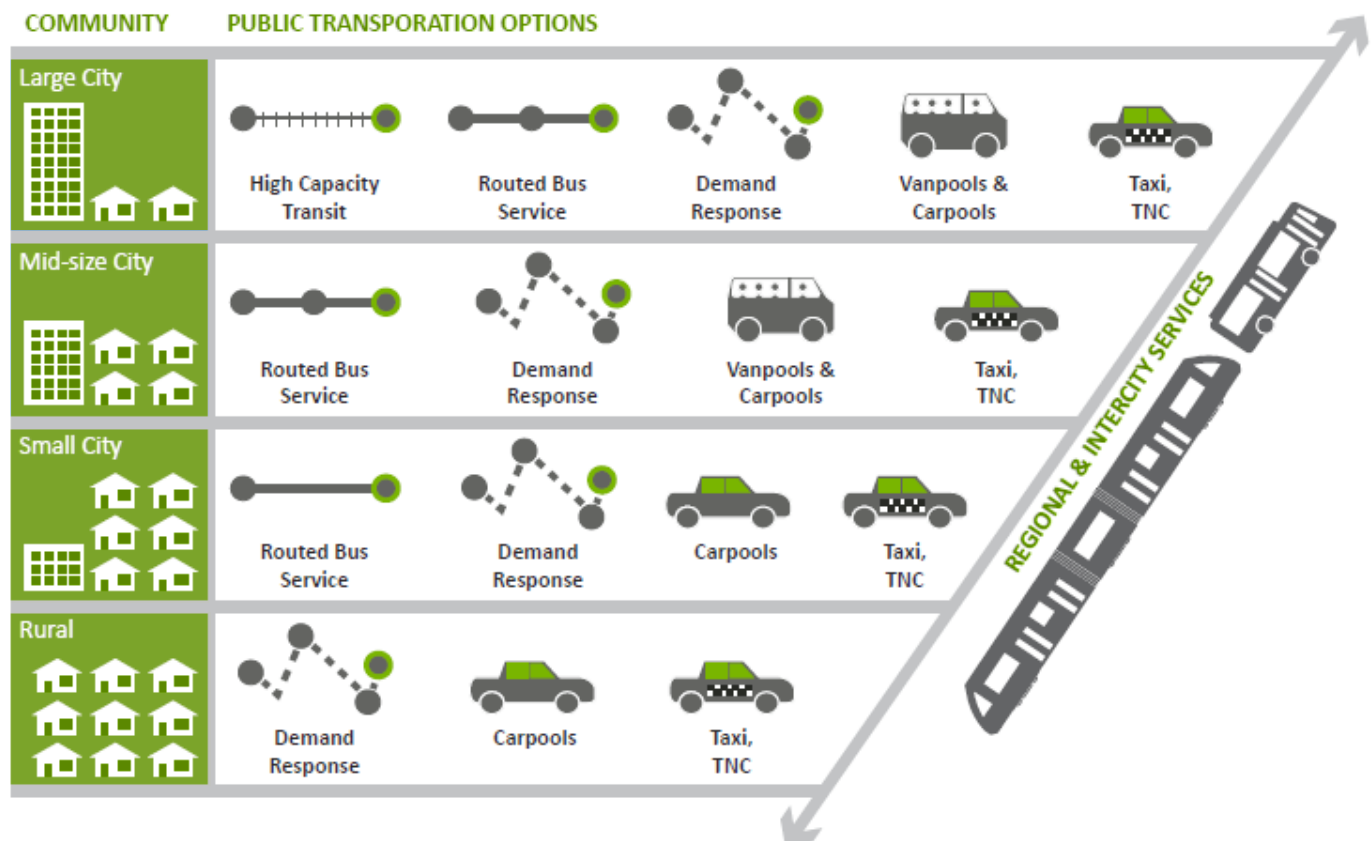 COMMUNITY
PUBLIC TRANSPORATION OPTIONS
Large City
High Capacity
Transit
Routed Bus
Service
Demand
Response
Vanpools &
Carpools
Taxi,
TNC
Mid-size City
Routed Bus
Service
Demand
Response
Vanpools &
Carpools
Taxi,
TNC
Small City
Routed Bus
Service
Demand
Response
Carpools
Taxi,
TNC
Rural
Demand
Response
Carpools
Taxi,
TNC
REGIONAL & INTERCITY SERVICES